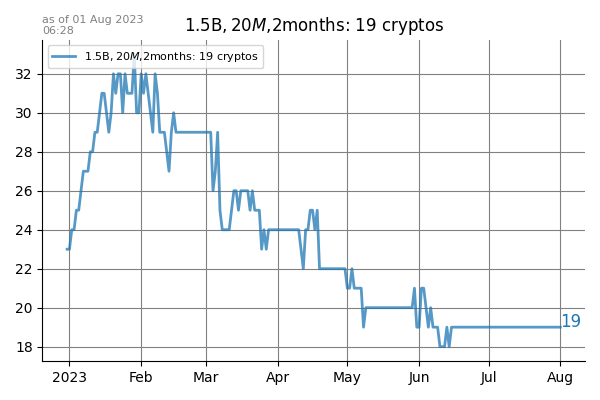 as of 01 Aug 2023
06:28
1.5B, 20M,2months: 19 cryptos
1.5B, 20M,2months: 19 cryptos
32
30
28
26
24
22
20
18
19
2023 Feb Mar Apr May Jun Jul Aug